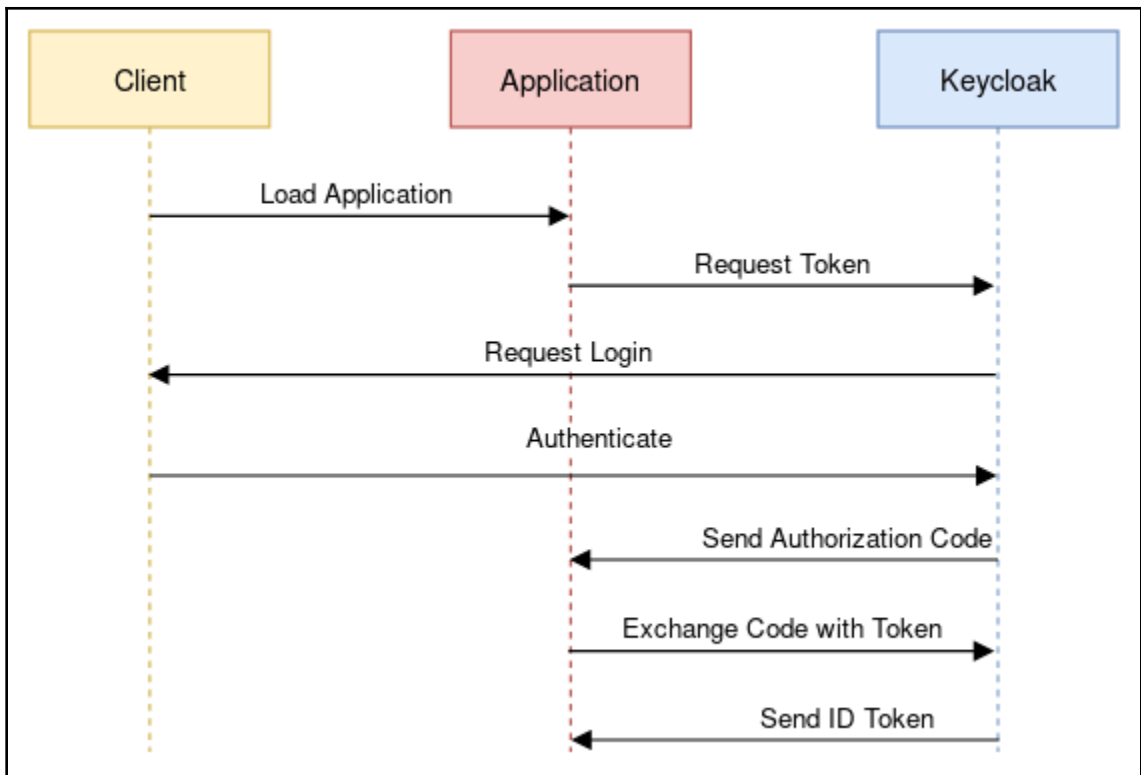 Client
Application
Keycloak
Load Application
Request Token
Request Login
Authenticate
Send Authorization Code
Exchange Code with Token
Send ID Token